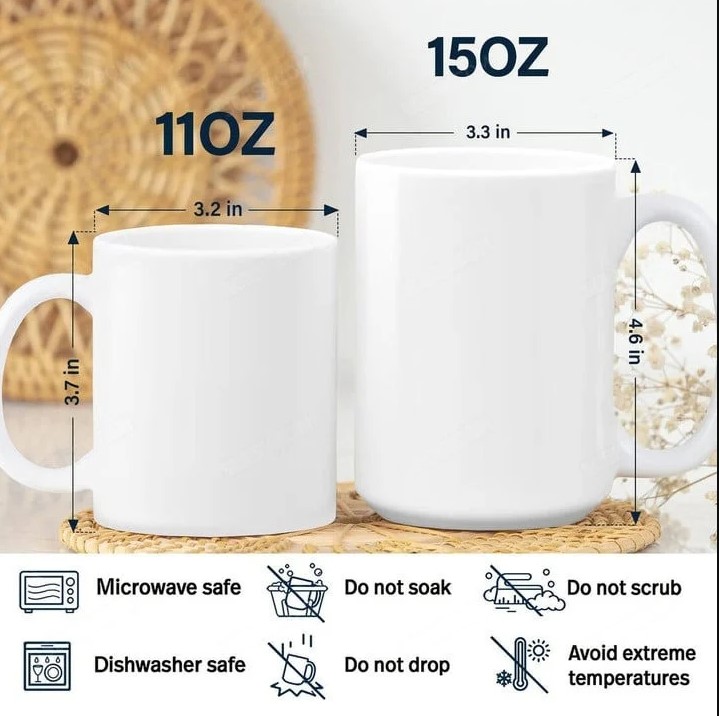 15OZ
11OZ
3.3 in
3.2 in
4.6 in
3.7 in
Microwave safe
Do not soak
Do not scrub
Dishwasher safe
Do not drop
Avoid extreme
temperatures